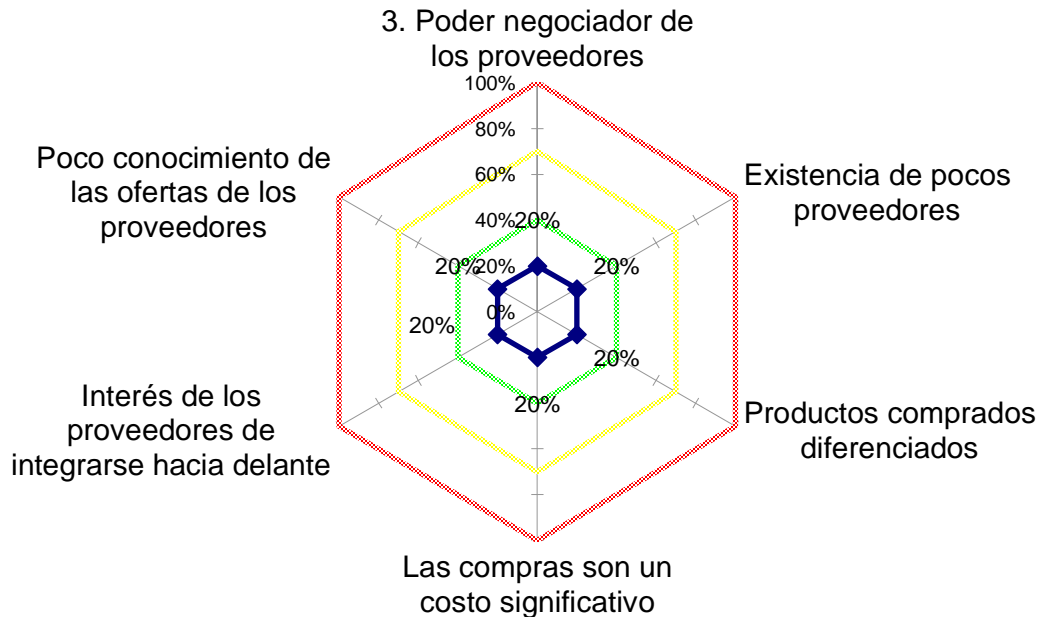 3. Poder negociador de
los proveedores
100%
80%
60%
40%
20%
0%
20%
20%
20%
20%
20%
20%
Existencia de pocos
proveedores
Productos comprados
diferenciados
Las compras son un
costo significativo
Interés de los
proveedores de
integrarse hacia delante
Poco conocimiento de
las ofertas de los
proveedores